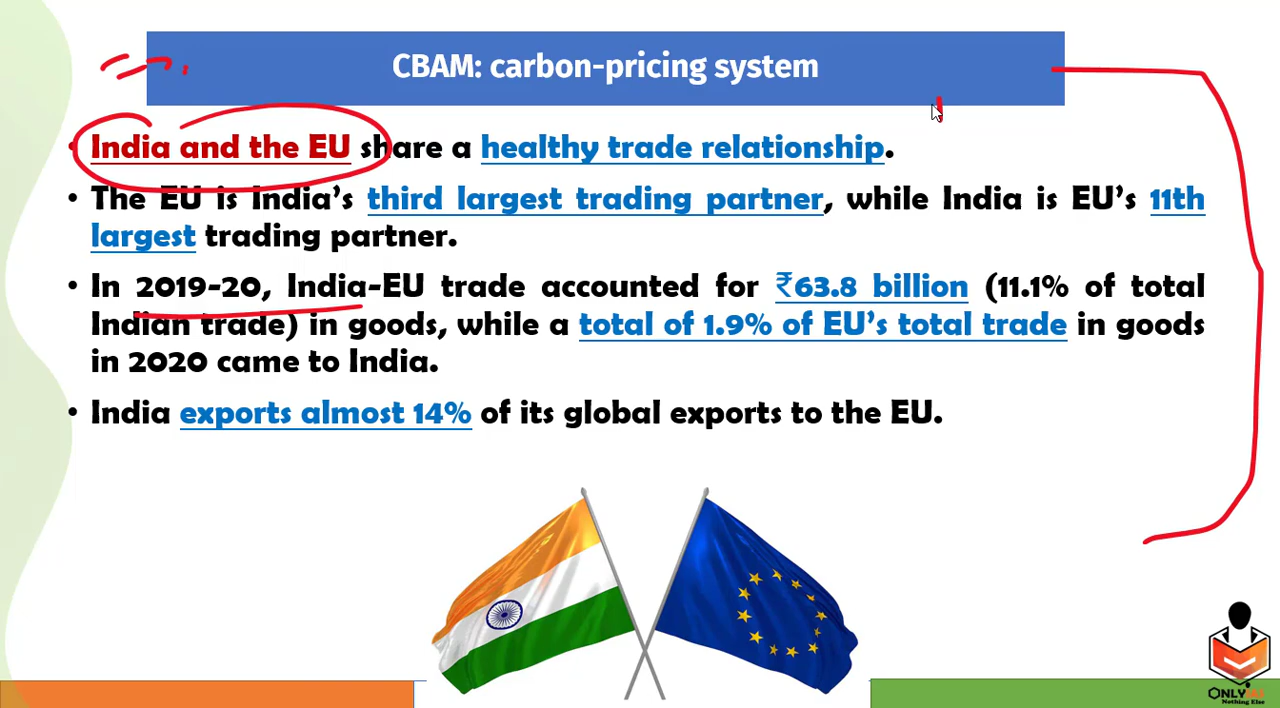 CBAM: carbon-pricing system
• India and the EU share a healthy trade relationship.
• The EU is India’s third largest trading partner, while India is EU’s 11th
largest trading partner.
• In 2019-20, India-EU trade accounted for ₹63.8 billion (11.1% of total
Indian trade) in goods, while a total of 1.9% of EU’s total trade in goods
in 2020 came to India.
• India exports almost 14% of its global exports to the EU.
ONLYIAS
Nothing Else